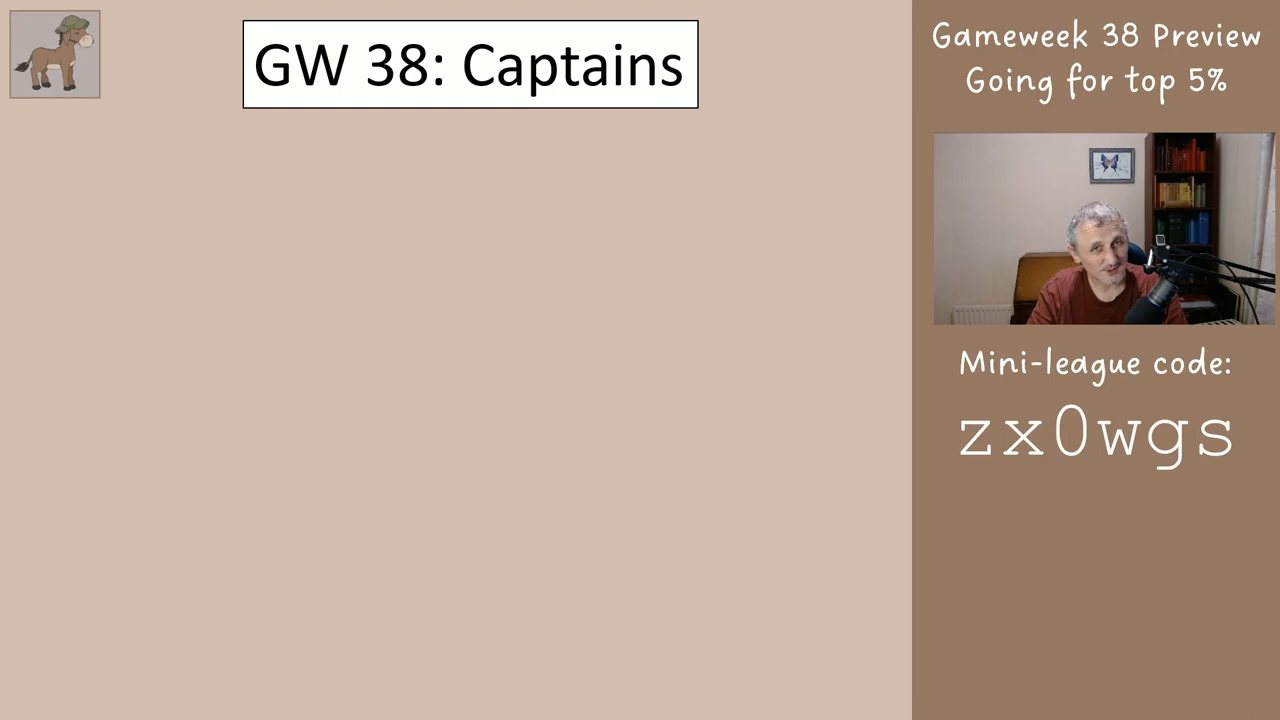 GW 38: Captains
Gameweek 38 Preview
Going for top 5%
Mini-league code:
zx0wgs